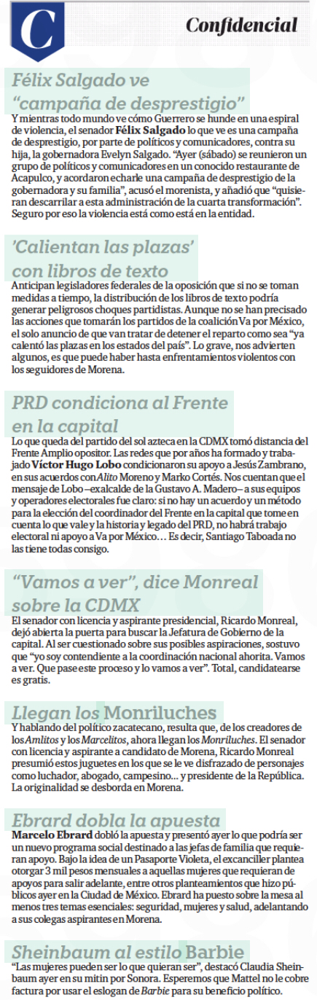 C
Confidencial
Félix Salgado ve
“campaña de desprestigio”
Y mientras todo mundo ve cómo Guerrero se hunde en una espiral
de violencia, el senador Félix Salgado lo que ve es una campaña
de desprestigio, por parte de políticos y comunicadores, contra su
hija, la gobernadora Evelyn Salgado. “Ayer (sábado) se reunieron un
grupo de políticos y comunicadores en un conocido restaurante de
Acapulco, y acordaron echarle una campaña de desprestigio de la
gobernadora y su familia”, acusó el morenista, y añadió que “quisie-
ran descarrilar a esta administración de la cuarta transformación”.
Seguro por eso la violencia está como está en la entidad.
’Calientan las plazas’
con libros de texto
Anticipan legisladores federales de la oposición que si no se toman
medidas a tiempo, la distribución de los libros de texto podría
generar peligrosos choques partidistas. Aunque no se han precisado
las acciones que tomarán los partidos de la coalición Va por México,
el solo anuncio de que van tratar de detener el reparto como sea “ya
calentó las plazas en los estados del país”. Lo grave, nos advierten
algunos, es que puede haber hasta enfrentamientos violentos con
los seguidores de Morena.
PRD condiciona al Frente
en la capital
Lo que queda del partido del sol azteca en la CDMX tomó distancia del
Frente Amplio opositor. Las redes que por años ha formado y traba-
jado Víctor Hugo Lobo condicionaron su apoyo a Jesús Zambrano,
en sus acuerdos con Alito Moreno y Marko Cortés. Nos cuentan que el
mensaje de Lobo –exalcalde de la Gustavo A. Madero– a sus equipos
y operadores electorales fue claro: si no hay un acuerdo y un método
para la elección del coordinador del Frente en la capital que tome en
cuenta lo que vale y la historia y legado del PRD, no habrá trabajo
electoral ni apoyo a Va por México… Es decir, Santiago Taboada no
las tiene todas consigo.
“Vamos a ver”, dice Monreal
sobre la CDMX
El senador con licencia y aspirante presidencial, Ricardo Monreal,
dejó abierta la puerta para buscar la Jefatura de Gobierno de la
capital. Al ser cuestionado sobre sus posibles aspiraciones, sostuvo
que “yo soy contendiente a la coordinación nacional ahorita. Vamos
a ver. Que pase este proceso y lo vamos a ver”. Total, candidatearse
es gratis.
Llegan los Monriluches
Y hablando del político zacatecano, resulta que, de los creadores de
los Amlitos y los Marcelitos, ahora llegan los Monriluches. El senador
con licencia y aspirante a candidato de Morena, Ricardo Monreal
presumió estos juguetes en los que se le ve disfrazado de personajes
como luchador, abogado, campesino... y presidente de la República.
La originalidad se desborda en Morena.
Ebrard dobla la apuesta
Marcelo Ebrard dobló la apuesta y presentó ayer lo que podría ser
un nuevo programa social destinado a las jefas de familia que requie-
ran apoyo. Bajo la idea de un Pasaporte Violeta, el excanciller plantea
otorgar 3 mil pesos mensuales a aquellas mujeres que requieran de
apoyos para salir adelante, entre otros planteamientos que hizo pú-
blicos ayer en la Ciudad de México. Ebrard ha puesto sobre la mesa al
menos tres temas esenciales: seguridad, mujeres y salud, adelantando
a sus colegas aspirantes en Morena.
Sheinbaum al estilo Barbie
“Las mujeres pueden ser lo que quieran ser”, destacó Claudia Shein-
baum ayer en su mitin por Sonora. Esperemos que Mattel no le cobre
factura por usar el eslogan de Barbie para su beneficio político.